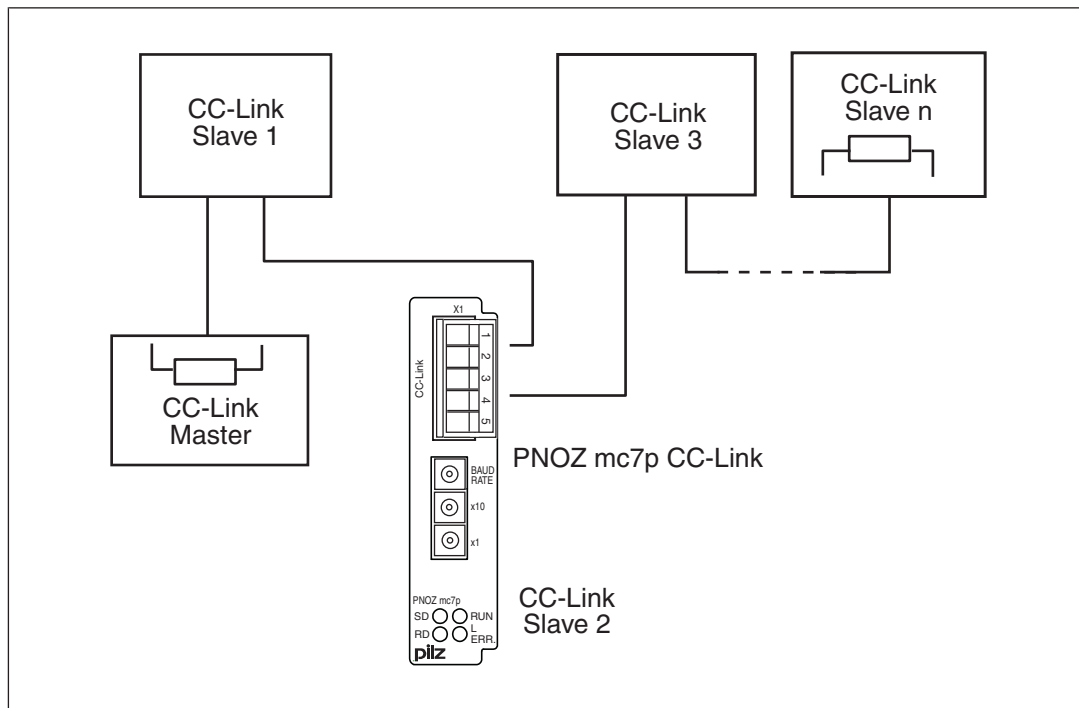 CC-Link
Slave 1
CC-Link
Slave 3
CC-Link
Slave n
CC-Link
Master
X1
CC-Link
1
2
3
4
5
PNOZ mc7p CC-Link
BAUD
RATE
x10
x1
PNOZ mc7p
SD
RUN
RD
L
ERR.
pilz
CC-Link
Slave 2